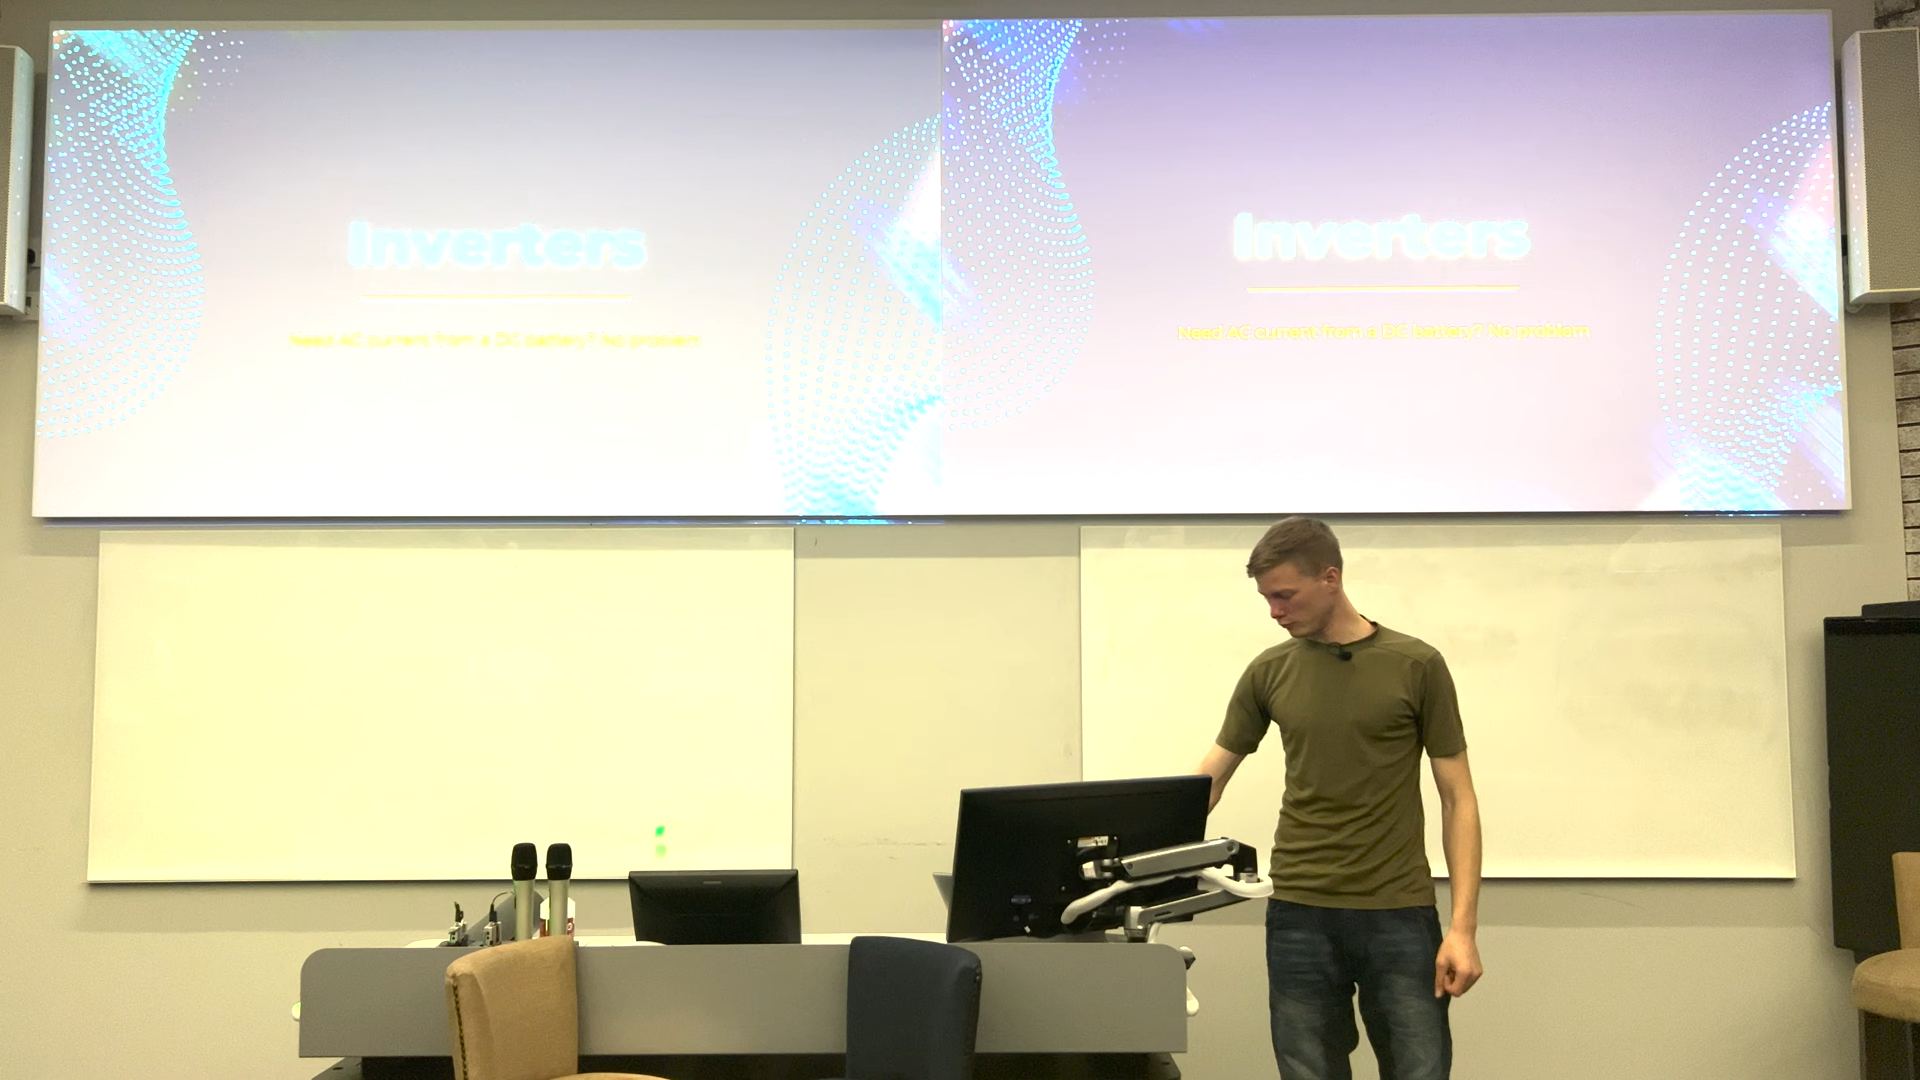 Inverters
Need AC current from a DC battery? No problem
Inverters
Need AC current from a DC battery? No problem